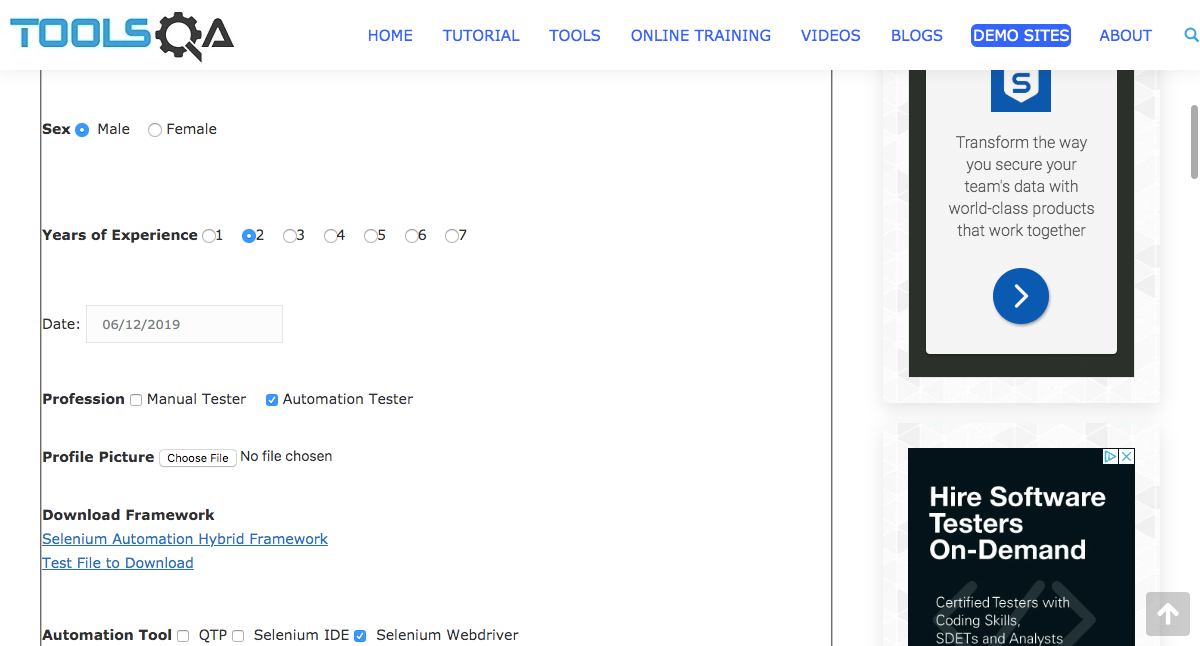 TOOLSQA
HOME TUTORIAL TOOLS ONLINE TRAINING VIDEOS BLOGS DEMO SITES ABOUT
Sex Male Female
Years of Experience 1 2 3 4 5 6 7
Date: 06/12/2019
Profession Manual Tester Automation Tester
Profile Picture Choose File No file chosen
Download Framework
Selenium Automation Hybrid Framework
Test File to Download
Automation Tool QTP Selenium IDE Selenium Webdriver
S
Transform the way
you secure your
team's data with
world-class products
that work together
Hire Software
Testers
On-Demand
Certified Testers with
Coding Skills,
SDETs and Analysts